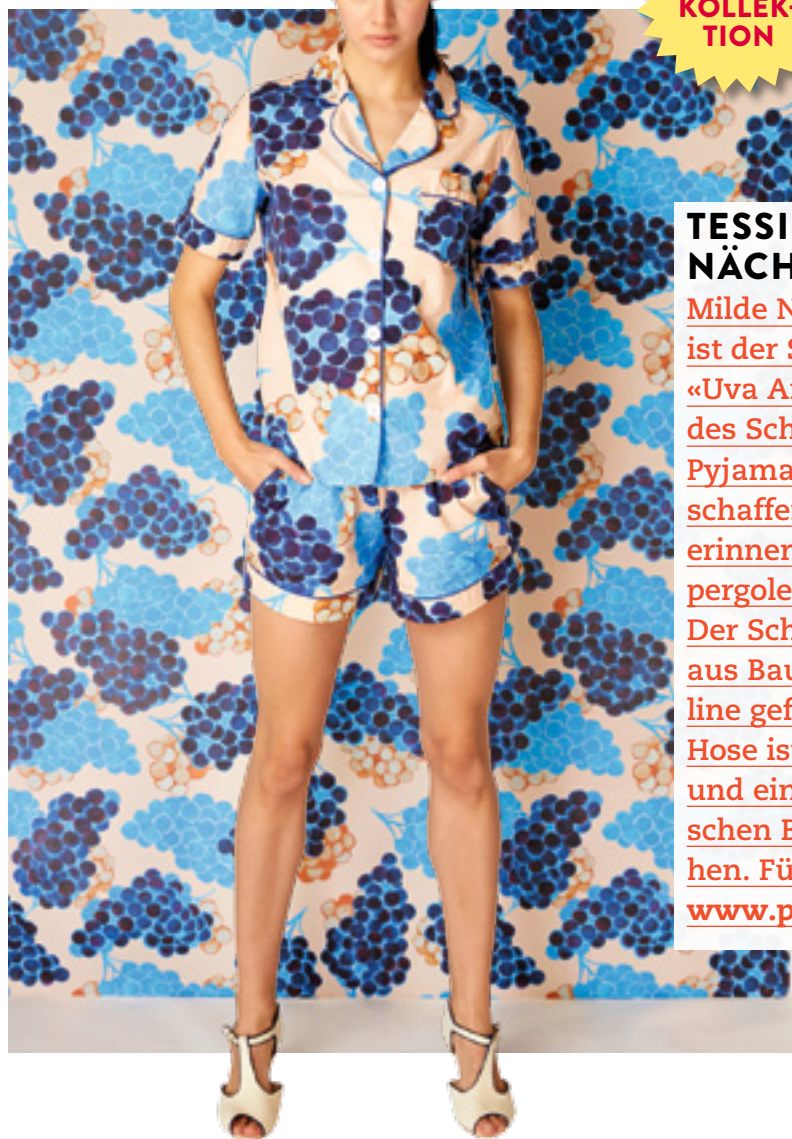 KOLLEK-
TION
TESSI
NÄCH
Milde N
ist der S
«Uva A
des Sch
Pyjama
schaffe
erinner
pergole
Der Sch
aus Bau
line gef
Hose is
und ein
schen
hen. Fü
www.p